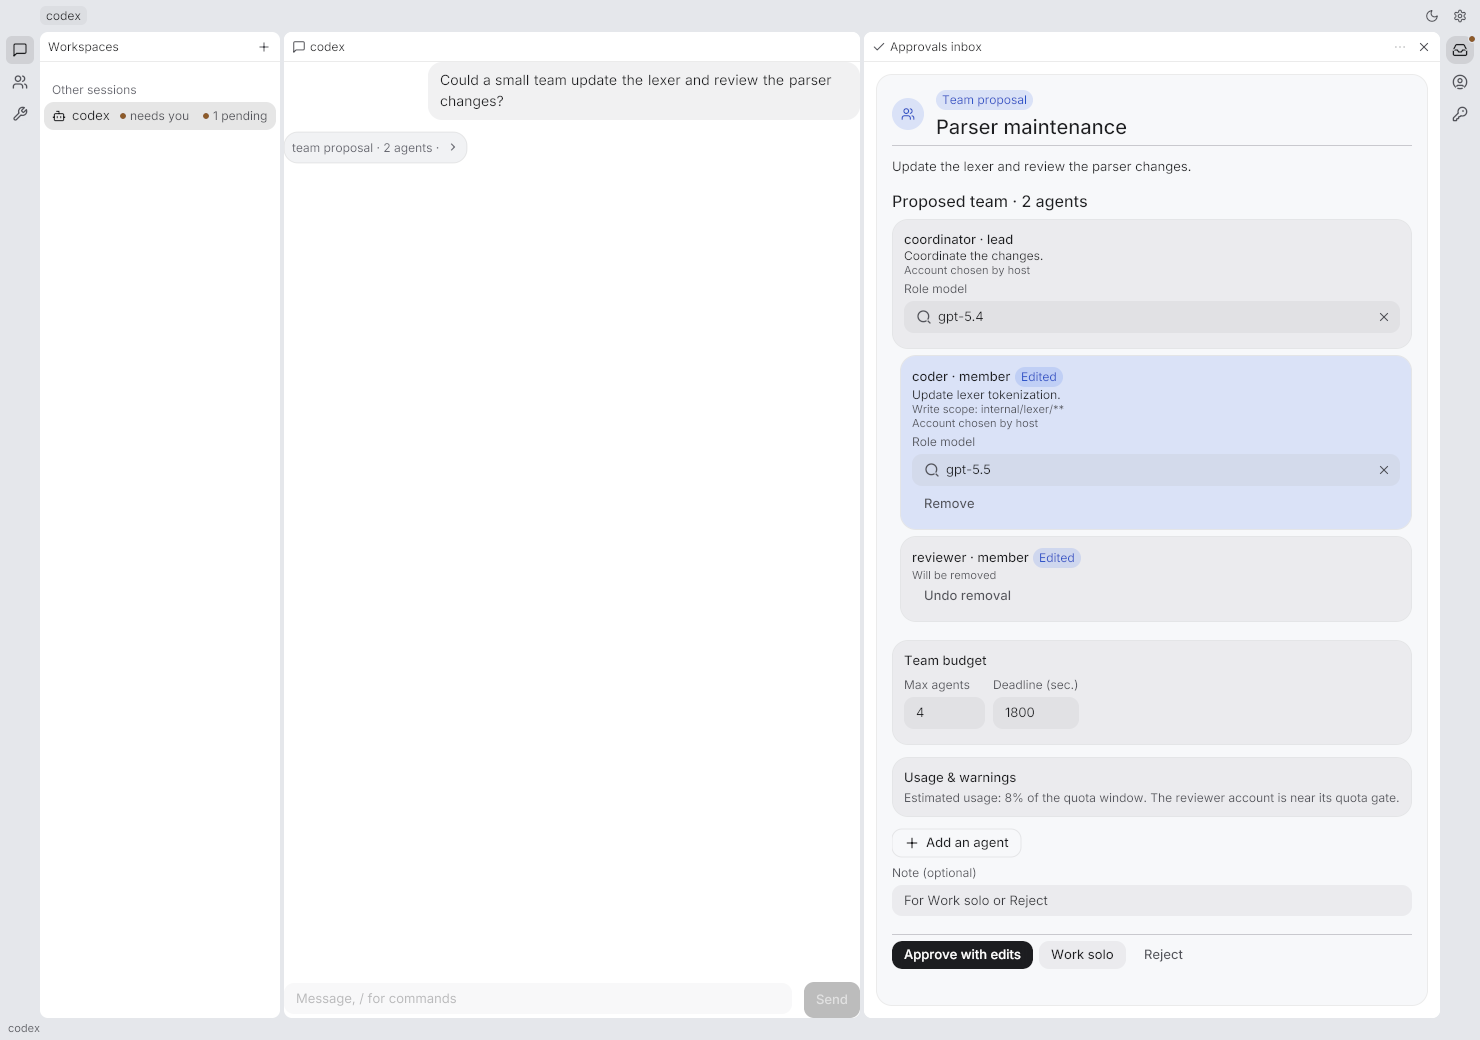 codex
Workspaces
Other sessions
codex needs you 1 pending
codex
Could a small team update the lexer and review the parser
changes?
team proposal · 2 agents ·
Message, / for commands
Send
Approvals inbox
Team proposal
Parser maintenance
Update the lexer and review the parser changes.
Proposed team · 2 agents
coordinator · lead
Coordinate the changes.
Account chosen by host
Role model
gpt-5.4
coder · member Edited
Update lexer tokenization.
Write scope: internal/lexer/**
Account chosen by host
Role model
gpt-5.5
Remove
reviewer · member Edited
Will be removed
Undo removal
Team budget
Max agents Deadline (sec.)
4 1800
Usage & warnings
Estimated usage: 8% of the quota window. The reviewer account is near its quota gate.
Add an agent
Note (optional)
For Work solo or Reject
Approve with edits Work solo Reject
codex